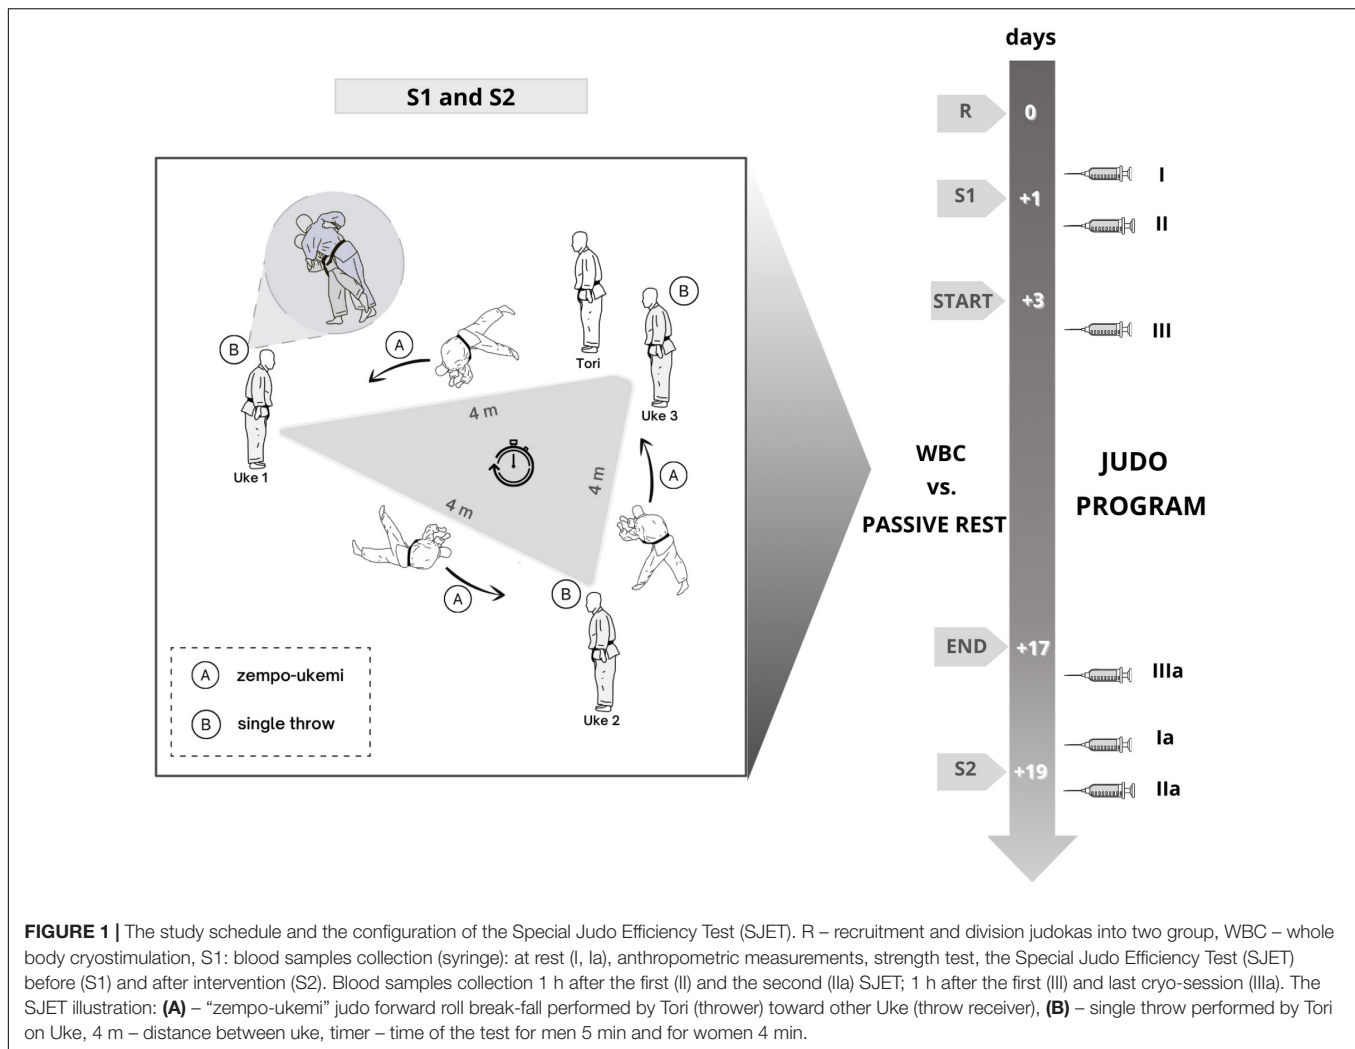 days
S1 and S2
R
0
I
S1
+1
II
START
+3
III
B
Tori
B
A
Uke 3
Uke 1
4 m
4 m
4 m
A
A
B
Uke 2
A zempo-ukemi
B single throw
WBC
vs.
PASSIVE REST
JUDO
PROGRAM
END
+17
IIIa
Ia
S2
+19
IIa
FIGURE 1 | The study schedule and the configuration of the Special Judo Efficiency Test (SJET). R – recruitment and division judokas into two group, WBC – whole
body cryostimulation, S1: blood samples collection (syringe): at rest (I, Ia), anthropometric measurements, strength test, the Special Judo Efficiency Test (SJET)
before (S1) and after intervention (S2). Blood samples collection 1 h after the first (II) and the second (IIa) SJET; 1 h after the first (III) and last cryo-session (IIIa). The
SJET illustration: (A) – “zempo-ukemi” judo forward roll break-fall performed by Tori (thrower) toward other Uke (throw receiver), (B) – single throw performed by Tori
on Uke, 4 m – distance between uke, timer – time of the test for men 5 min and for women 4 min.